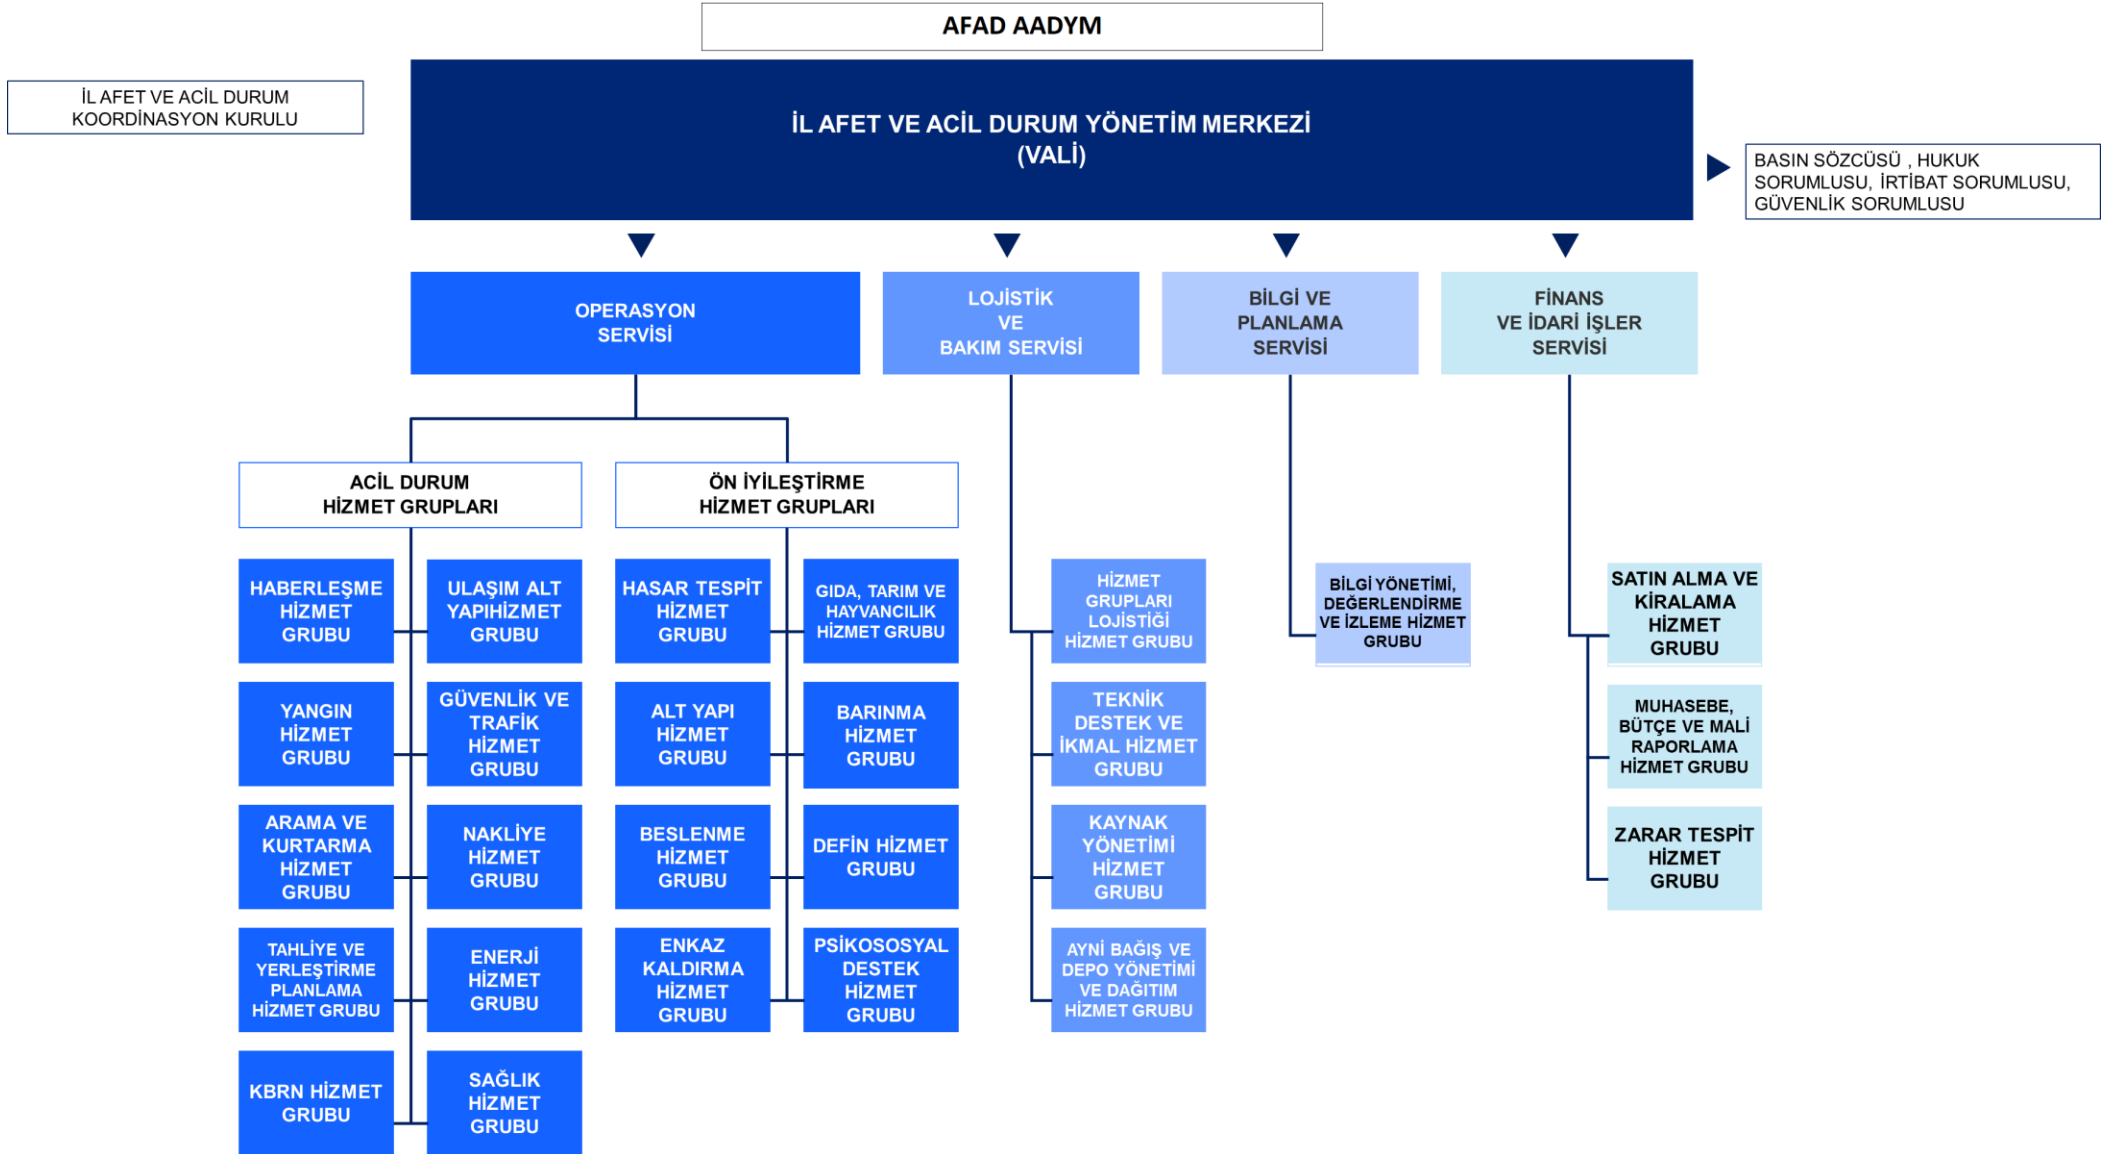 AFAD AADYM
İL AFET VE ACİL DURUM
KOORDİNASYON KURULU
İL AFET VE ACİL DURUM YÖNETİM MERKEZİ
(VALİ)
BASIN SÖZCÜSÜ , HUKUK
SORUMLUSU, İRTİBAT SORUMLUSU,
GÜVENLİK SORUMLUSU
OPERASYON
SERVİSİ
LOJİSTİK
VE
BAKIM SERVİSİ
BİLGİ VE
PLANLAMA
SERVİSİ
FİNANS
VE İDARİ İŞLER
SERVİSİ
ACİL DURUM
HİZMET GRUPLARI
ÖN İYİLEŞTİRME
HİZMET GRUPLARI
HABERLEŞME
HİZMET
GRUBU
ULAŞIM ALT
YAPIHİZMET
GRUBU
HASAR TESPİT
HİZMET
GRUBU
GIDA, TARIM VE
HAYVANCILIK
HİZMET GRUBU
HİZMET
GRUPLARI
LOJİSTİĞİ
HİZMET GRUBU
BİLGİ YÖNETİMİ,
DEĞERLENDİRME
VE İZLEME HİZMET
GRUBU
SATIN ALMA VE
KİRALAMA
HİZMET
GRUBU
YANGIN
HİZMET
GRUBU
GÜVENLİK VE
TRAFİK
HİZMET
GRUBU
ALT YAPI
HİZMET
GRUBU
BARINMA
HİZMET
GRUBU
TEKNİK
DESTEK VE
İKMAL HİZMET
GRUBU
MUHASEBE,
BÜTÇE VE MALİ
RAPORLAMA
HİZMET GRUBU
ARAMA VE
KURTARMA
HİZMET
GRUBU
NAKLİYE
HİZMET
GRUBU
BESLENME
HİZMET
GRUBU
DEFİN HİZMET
GRUBU
KAYNAK
YÖNETİMİ
HİZMET
GRUBU
ZARAR TESPİT
HİZMET
GRUBU
TAHLİYE VE
YERLEŞTİRME
PLANLAMA
HİZMET GRUBU
ENERJİ
HİZMET
GRUBU
ENKAZ
KALDIRMA
HİZMET
GRUBU
PSİKOSOSYAL
DESTEK
HİZMET
GRUBU
AYNİ BAĞIŞ VE
DEPO YÖNETİMİ
VE DAĞITIM
HİZMET GRUBU
KBRN HİZMET
GRUBU
SAĞLIK
HİZMET
GRUBU